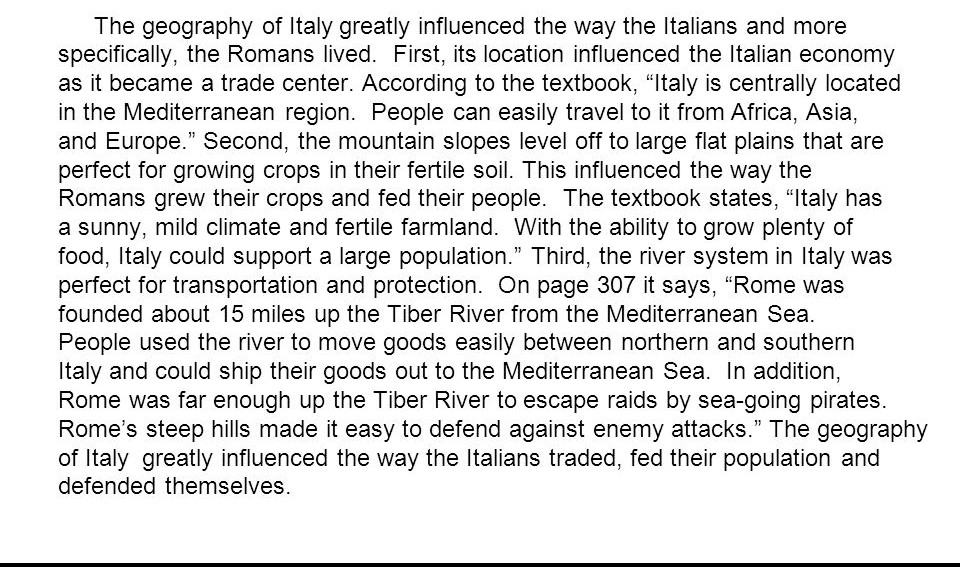 The geography of Italy greatly influenced the way the Italians and more
specifically, the Romans lived.  First, its location influenced the Italian economy
as it became a trade center. According to the textbook, “Italy is centrally located
in the Mediterranean region.  People can easily travel to it from Africa, Asia,
and Europe.” Second, the mountain slopes level off to large flat plains that are
perfect for growing crops in their fertile soil. This influenced the way the
Romans grew their crops and fed their people.  The textbook states, “Italy has
a sunny, mild climate and fertile farmland.  With the ability to grow plenty of
food, Italy could support a large population.” Third, the river system in Italy was
perfect for transportation and protection.  On page 307 it says, “Rome was
founded about 15 miles up the Tiber River from the Mediterranean Sea.
People used the river to move goods easily between northern and southern
Italy and could ship their goods out to the Mediterranean Sea.  In addition,
Rome was far enough up the Tiber River to escape raids by sea-going pirates.
Rome’s steep hills made it easy to defend against enemy attacks.” The geography
of Italy  greatly influenced the way the Italians traded, fed their population and
defended themselves.